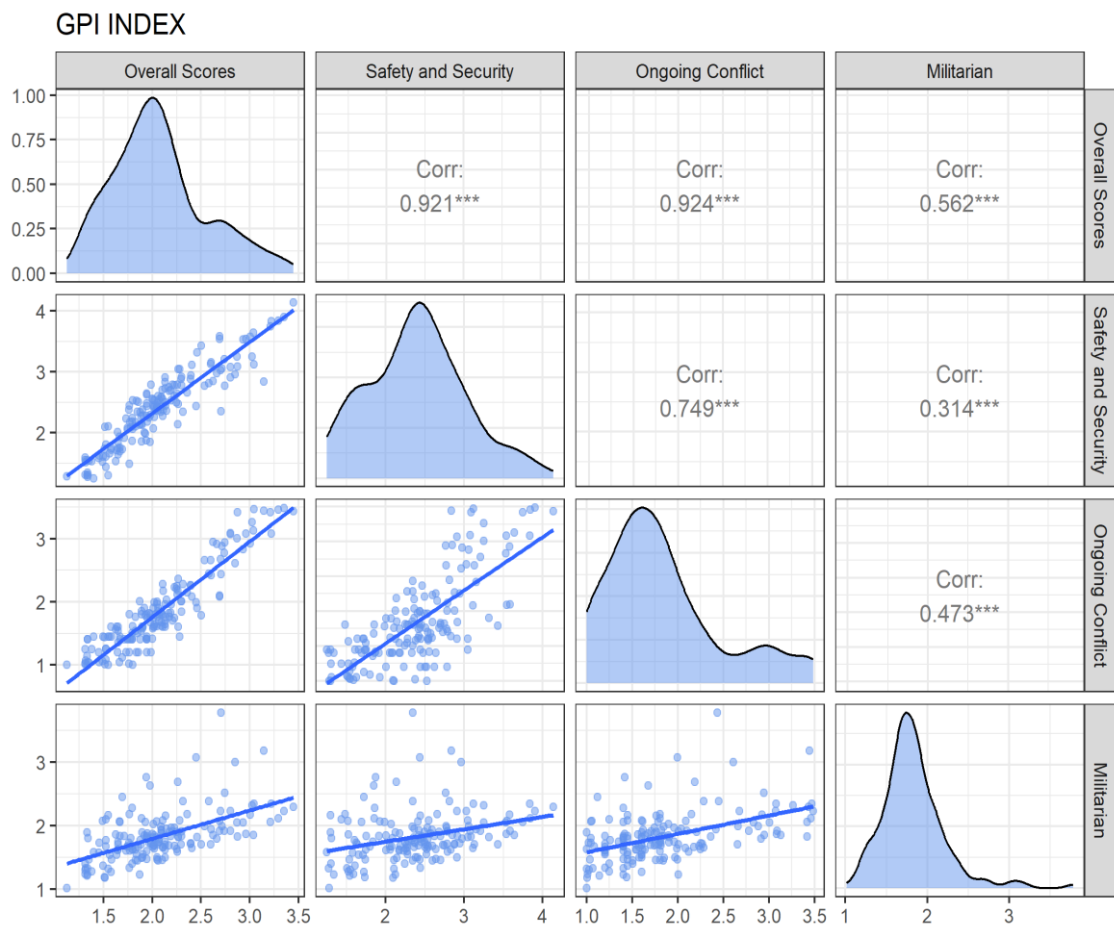 GPI INDEX
Overall Scores
Safety and Security
Ongoing Conflict
Militarian
1.00
0.75
0.50
0.25
0.00
Corr:
0.921***
Corr:
0.924***
Corr:
0.562***
Overall Scores
4
3
2
Corr:
0.749***
Corr:
0.314***
Safety and Security
3
2
1
Corr:
0.473***
Ongoing Conflict
3
2
1
Militarian
1.5 2.0 2.5 3.0 3.5
2 3 4
1.0 1.5 2.0 2.5 3.0 3.5
1 2 3